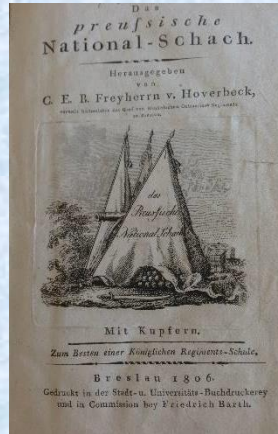 Das
preuſsische
National-Schach.
Herausgegeben
von
C. E. R. Freyherrn v. Hoverbeck,
das
Preussische
National Schach
Mit Kupfern.
Zum Besten einer Königlichen Regiments-Schule.
Breslau 1806.
Gedruckt in der Stadt- u. Universitäts-Buchdruckerey
und in Commission bey Friedrich Barth.